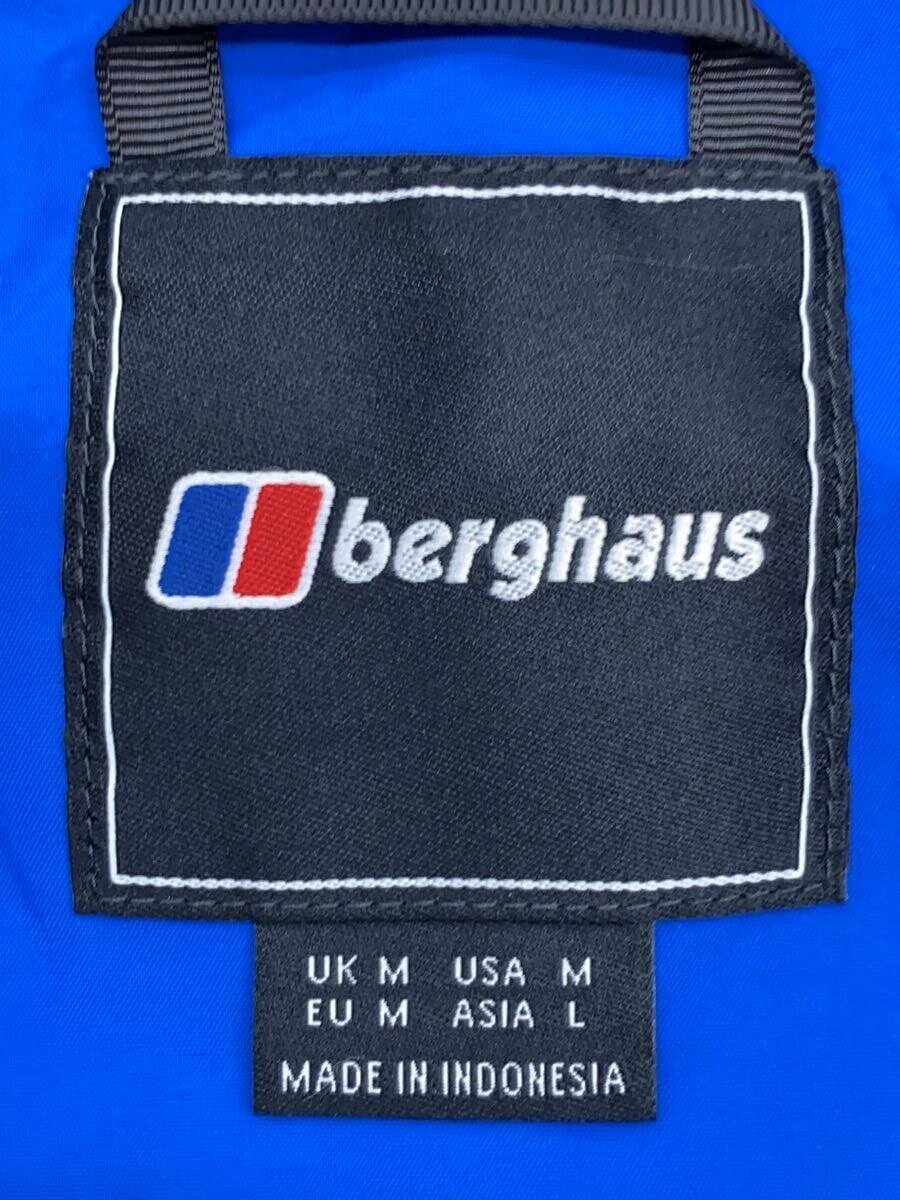 berghaus
UK M USA M
EU M ASIA L
MADE IN INDONESIA